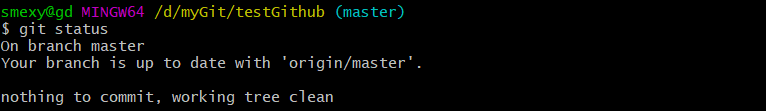 smexy@gd MINGW64 /d/myGit/testGithub (master)
$ git status
On branch master
Your branch is up to date with 'origin/master'.
nothing to commit, working tree clean